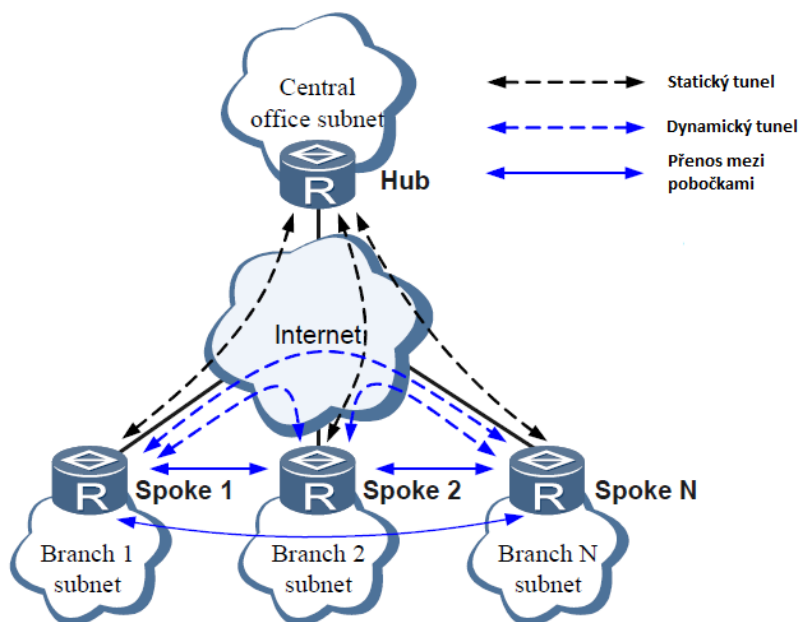 Central
office subnet
R
Hub
Statický tunel
Dynamický tunel
Přenos mezi
pobočkami
Internet
R
Spoke 1
R
Spoke 2
R
Spoke N
Branch 1
subnet
Branch 2
subnet
Branch N
subnet